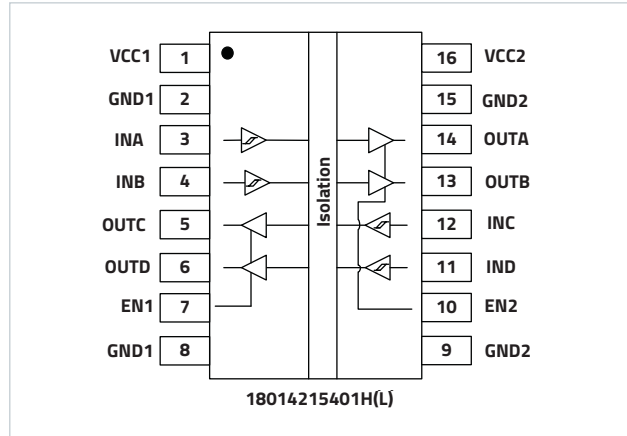 VCC1 1 16 VCC2
GND1 2 15 GND2
INA 3 14 OUTA
INB 4 13 OUTB
OUTC 5 12 INC
OUTD 6 11 IND
EN1 7 10 EN2
GND1 8 9 GND2
Isolation
18014215401H(L)